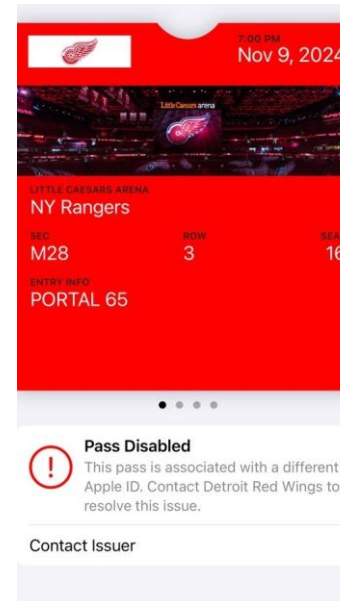 7:00 PM
Nov 9, 2024
Little Caesars arena
LITTLE CAESARS ARENA
NY Rangers
SEC ROW SEA
M28 3 16
ENTRY INFO
PORTAL 65
Pass Disabled
This pass is associated with a different
Apple ID. Contact Detroit Red Wings to
resolve this issue.
Contact Issuer